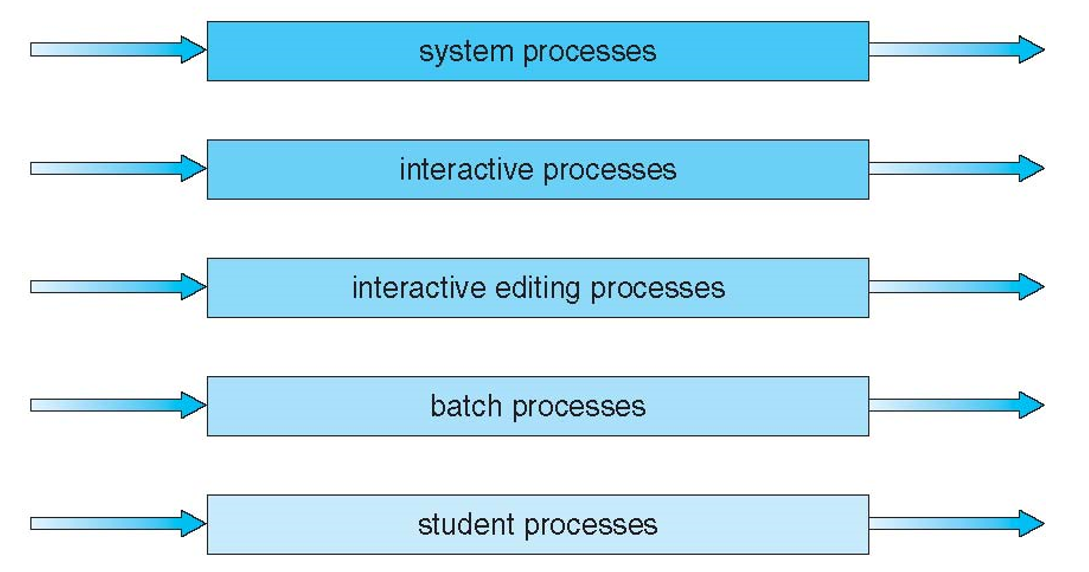 system processes
interactive processes
interactive editing processes
batch processes
student processes